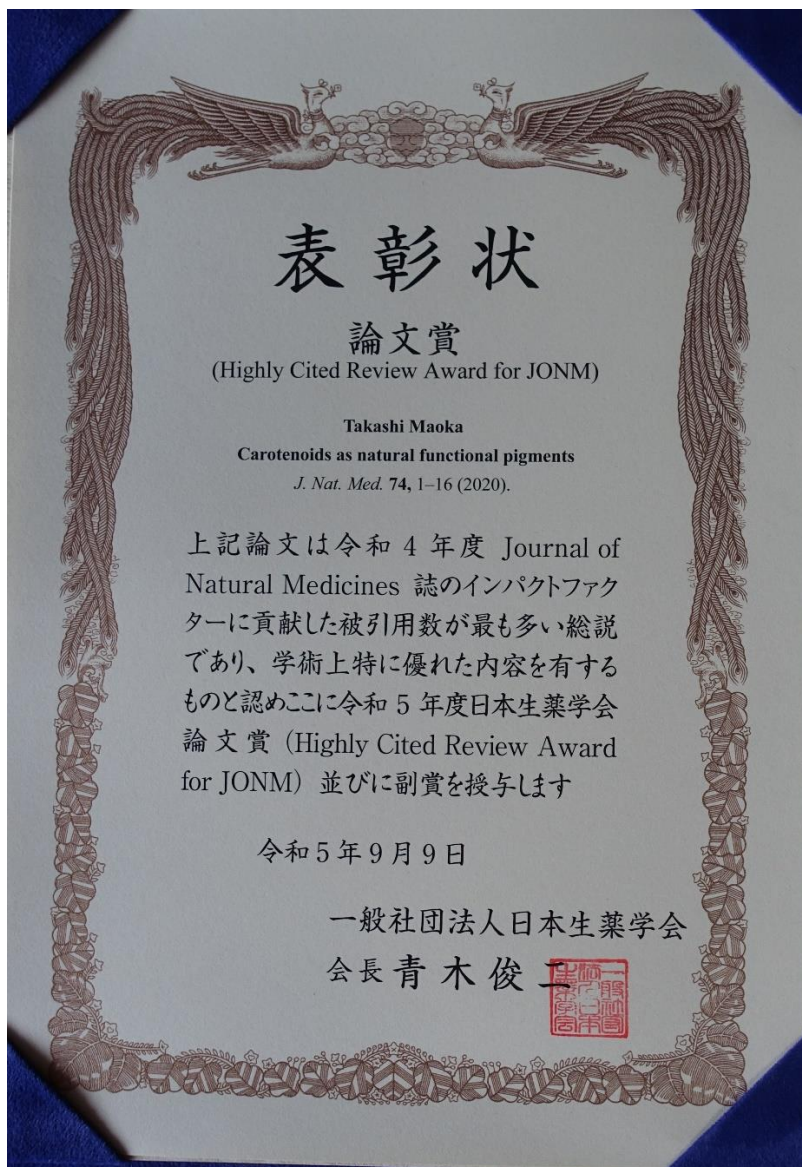 表彰状
論文賞
(Highly Cited Review Award for JONM)
Takashi Maoka
Carotenoids as natural functional pigments
J. Nat. Med. 74, 1–16 (2020).
上記論文は令和 4 年度 Journal of
Natural Medicines 誌のインパクトファク
ターに貢献した被引用数が最も多い総説
であり、学術上特に優れた内容を有する
ものと認めここに令和 5 年度日本生薬学会
論文賞 (Highly Cited Review Award
for JONM) 並びに副賞を授与します
令和5年9月9日
一般社団法人日本生薬学会
会長 青木俊二